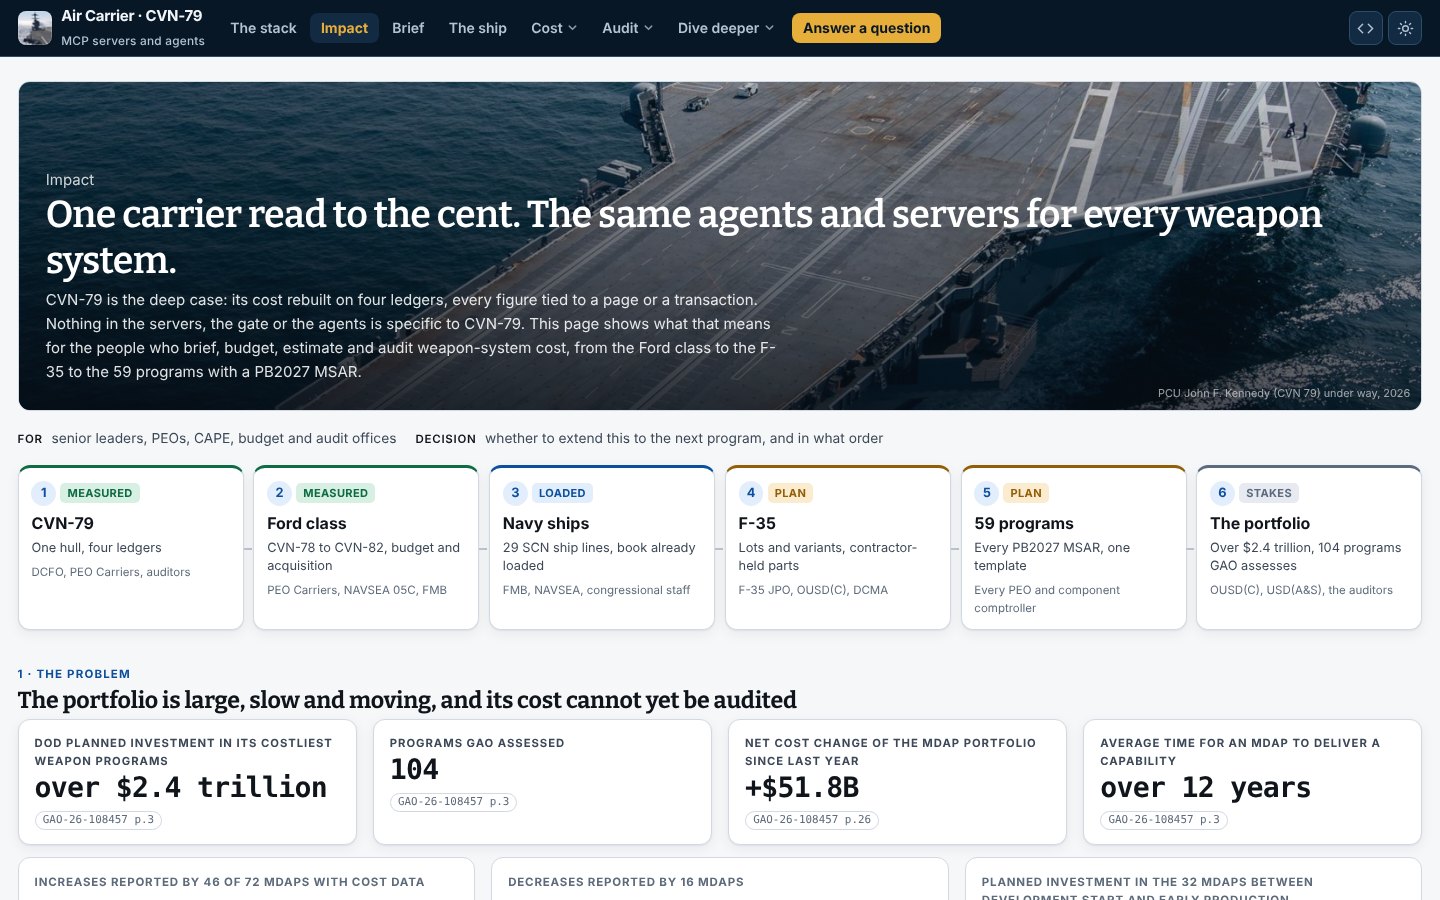 Air Carrier · CVN-79
MCP servers and agents
The stack
Impact
Brief
The ship
Cost
Audit
Dive deeper
Answer a question
Impact
One carrier read to the cent. The same agents and servers for every weapon
system.
CVN-79 is the deep case: its cost rebuilt on four ledgers, every figure tied to a page or a transaction.
Nothing in the servers, the gate or the agents is specific to CVN-79. This page shows what that means
for the people who brief, budget, estimate and audit weapon-system cost, from the Ford class to the F-
35 to the 59 programs with a PB2027 MSAR.
PCU John F. Kennedy (CVN 79) under way, 2026
FOR senior leaders, PEOs, CAPE, budget and audit offices DECISION whether to extend this to the next program, and in what order
1 MEASURED
CVN-79
One hull, four ledgers
DCFO, PEO Carriers, auditors
2 MEASURED
Ford class
CVN-78 to CVN-82, budget and
acquisition
PEO Carriers, NAVSEA 05C, FMB
3 LOADED
Navy ships
29 SCN ship lines, book already
loaded
FMB, NAVSEA, congressional staff
4 PLAN
F-35
Lots and variants, contractor-
held parts
F-35 JPO, OUSD(C), DCMA
5 PLAN
59 programs
Every PB2027 MSAR, one
template
Every PEO and component
comptroller
6 STAKES
The portfolio
Over $2.4 trillion, 104 programs
GAO assesses
OUSD(C), USD(A&S), the auditors
1 · THE PROBLEM
The portfolio is large, slow and moving, and its cost cannot yet be audited
DOD PLANNED INVESTMENT IN ITS COSTLIEST
WEAPON PROGRAMS
over $2.4 trillion
GAO-26-108457 p.3
PROGRAMS GAO ASSESSED
104
GAO-26-108457 p.3
NET COST CHANGE OF THE MDAP PORTFOLIO
SINCE LAST YEAR
+$51.8B
GAO-26-108457 p.26
AVERAGE TIME FOR AN MDAP TO DELIVER A
CAPABILITY
over 12 years
GAO-26-108457 p.3
INCREASES REPORTED BY 46 OF 72 MDAPS WITH COST DATA
DECREASES REPORTED BY 16 MDAPS
PLANNED INVESTMENT IN THE 32 MDAPS BETWEEN
DEVELOPMENT START AND EARLY PRODUCTION